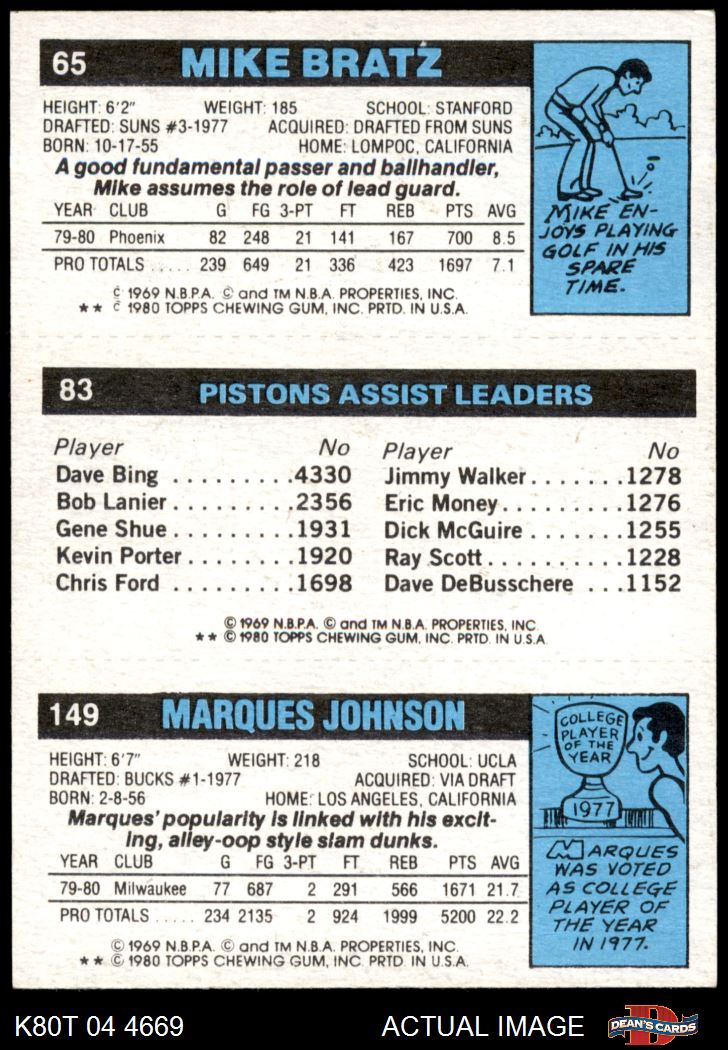 65 MIKE BRATZ
HEIGHT: 6'2" WEIGHT: 185 SCHOOL: STANFORD
DRAFTED: SUNS #3-1977 ACQUIRED: DRAFTED FROM SUNS
BORN: 10-17-55 HOME: LOMPOC, CALIFORNIA
A good fundamental passer and ballhandler,
Mike assumes the role of lead guard.
YEAR CLUB G FG 3-PT FT REB PTS AVG
79-80 Phoenix 82 248 21 141 167 700 8.5
PRO TOTALS ..... 239 649 21 336 423 1697 7.1
© 1969 N.B.P.A. © and TM N.B.A. PROPERTIES, INC.
** © 1980 TOPPS CHEWING GUM, INC. PRTD. IN U.S.A.
MIKE EN-
JOYS PLAYING
GOLF IN HIS
SPARE
TIME.
83 PISTONS ASSIST LEADERS
Player No Player No
Dave Bing .........4330 Jimmy Walker.......1278
Bob Lanier.........2356 Eric Money.........1276
Gene Shue.........1931 Dick McGuire.......1255
Kevin Porter........1920 Ray Scott..........1228
Chris Ford.........1698 Dave DeBusschere ...1152
© 1969 N.B.P.A. © and TM N.B.A. PROPERTIES, INC.
** © 1980 TOPPS CHEWING GUM, INC. PRTD. IN U.S.A.
149 MARQUES JOHNSON
HEIGHT: 6'7" WEIGHT: 218 SCHOOL: UCLA
DRAFTED: BUCKS #1-1977 ACQUIRED: VIA DRAFT
BORN: 2-8-56 HOME: LOS ANGELES, CALIFORNIA
Marques' popularity is linked with his excit-
ing, alley-oop style slam dunks.
YEAR CLUB G FG 3-PT FT REB PTS AVG
79-80 Milwaukee 77 687 2 291 566 1671 21.7
PRO TOTALS ..... 234 2135 2 924 1999 5200 22.2
© 1969 N.B.P.A. © and TM N.B.A. PROPERTIES, INC.
** © 1980 TOPPS CHEWING GUM, INC. PRTD. IN U.S.A.
COLLEGE
PLAYER
OF THE
YEAR
1977
MARQUES
WAS VOTED
AS COLLEGE
PLAYER OF
THE YEAR
IN 1977.
K80T 04 4669 ACTUAL IMAGE D DEAN'S CARDS